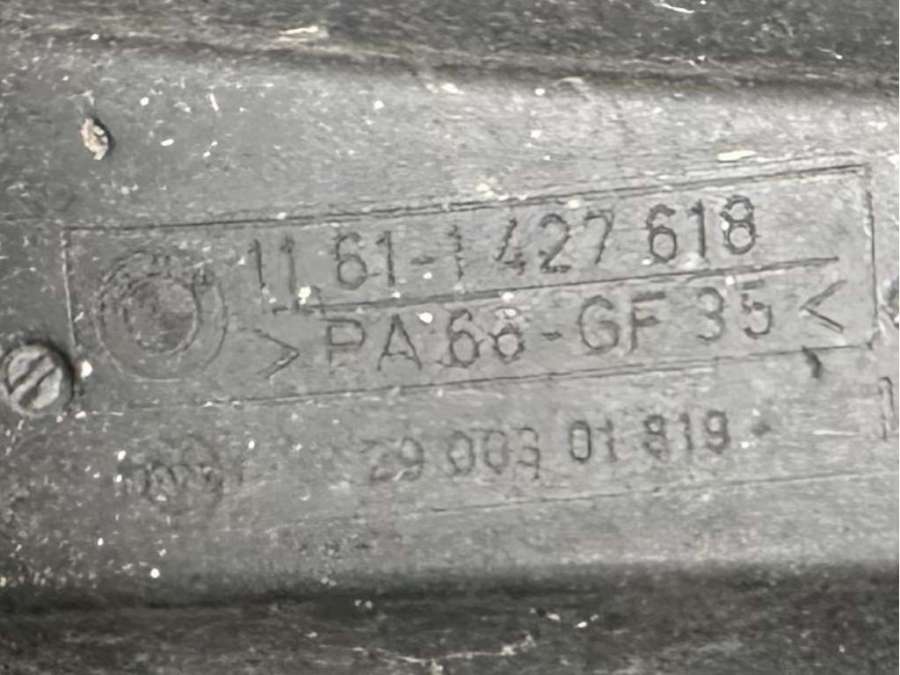 11.61-1 427 618
>PA 66-GF 35<
29 003 01 819